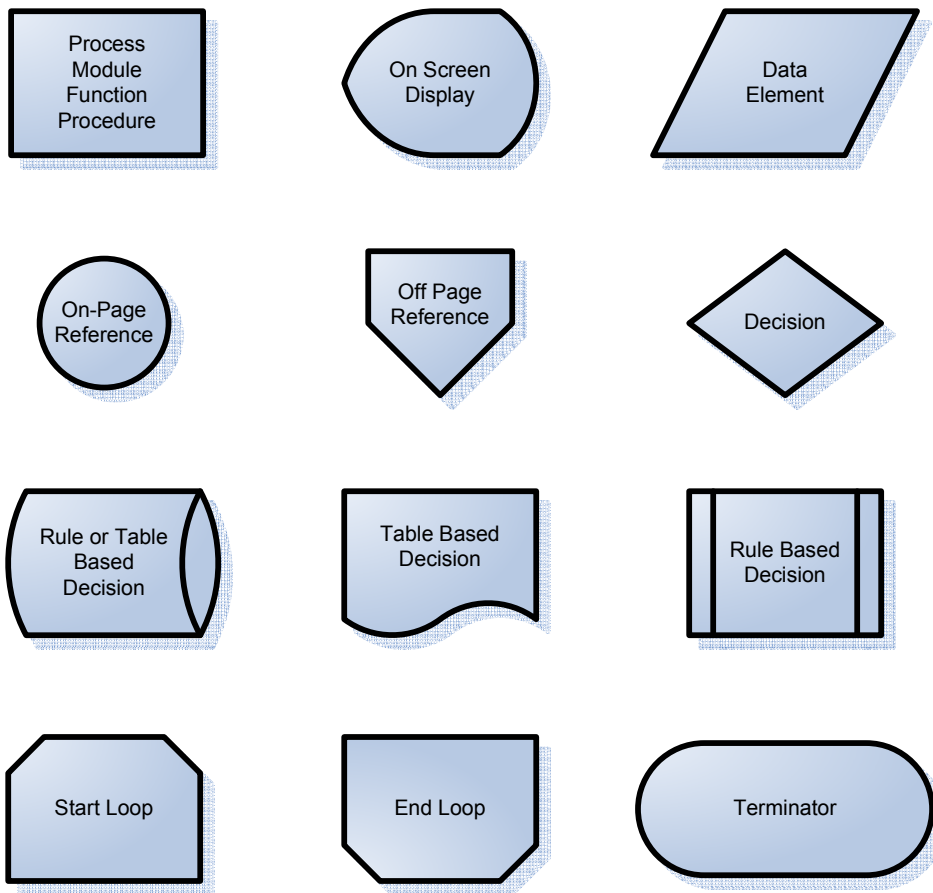 Process
Module
Function
Procedure
On Screen
Display
Data
Element
On-Page
Reference
Off Page
Reference
Decision
Rule or Table
Based
Decision
Table Based
Decision
Rule Based
Decision
Start Loop
End Loop
Terminator